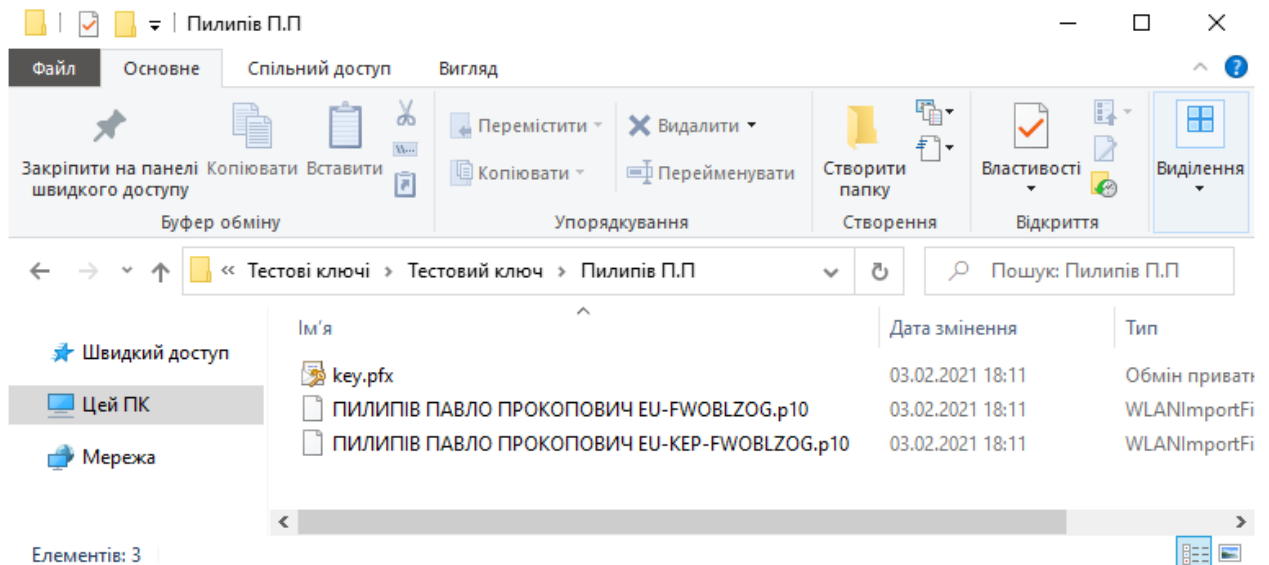 Пилипів П.П
Файл Основне Спільний доступ Вигляд
Закріпити на панелі швидкого доступу
Копіювати
Вставити
Буфер обміну
Перемістити
Копіювати
Видалити
Перейменувати
Упорядкування
Створити папку
Створення
Властивості
Відкриття
Виділення
« Тестові ключі > Тестовий ключ > Пилипів П.П
Пошук: Пилипів П.П
Швидкий доступ
Цей ПК
Мережа
Ім'я Дата змінення Тип
key.pfx 03.02.2021 18:11 Обмін приватн
ПИЛИПІВ ПАВЛО ПРОКОПОВИЧ EU-FWOBLZOG.p10 03.02.2021 18:11 WLANImportFi
ПИЛИПІВ ПАВЛО ПРОКОПОВИЧ EU-KEP-FWOBLZOG.p10 03.02.2021 18:11 WLANImportFi
Елементів: 3